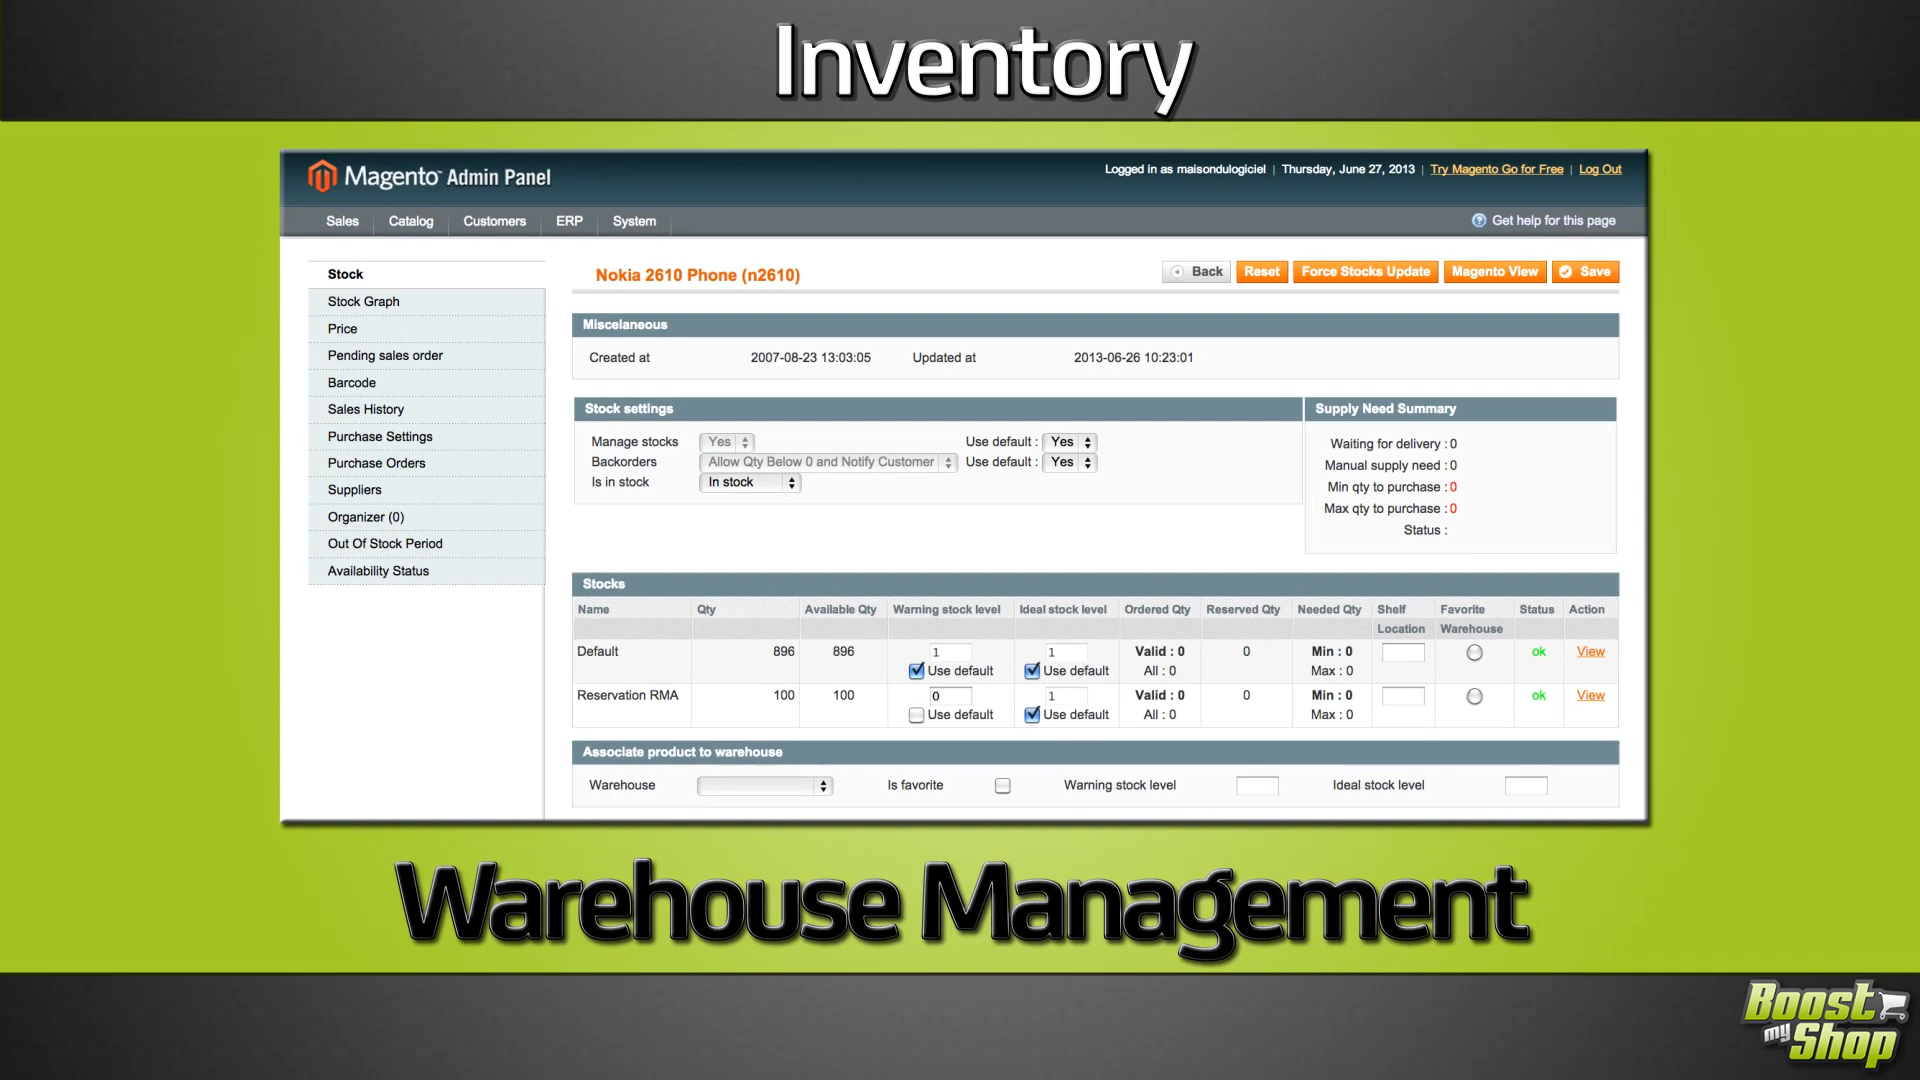 Inventory
Magento™ Admin Panel
Logged in as maisondulogiciel | Thursday, June 27, 2013 | Try Magento Go for Free | Log Out
Sales Catalog Customers ERP System
Get help for this page
Stock
Stock Graph
Price
Pending sales order
Barcode
Sales History
Purchase Settings
Purchase Orders
Suppliers
Organizer (0)
Out Of Stock Period
Availability Status
Nokia 2610 Phone (n2610)
Back Reset Force Stocks Update Magento View Save
Miscelaneous
Created at 2007-08-23 13:03:05 Updated at 2013-06-26 10:23:01
Stock settings
Manage stocks Yes Use default : Yes
Backorders Allow Qty Below 0 and Notify Customer Use default : Yes
Is in stock In stock
Supply Need Summary
Waiting for delivery : 0
Manual supply need : 0
Min qty to purchase : 0
Max qty to purchase : 0
Status :
Stocks
Name Qty Available Qty Warning stock level Ideal stock level Ordered Qty Reserved Qty Needed Qty Shelf Favorite Status Action
Location Warehouse
Default 896 896 1 1 Valid : 0 0 Min : 0 ok View
Use default Use default All : 0 Max : 0
Reservation RMA 100 100 0 1 Valid : 0 0 Min : 0 ok View
Use default Use default All : 0 Max : 0
Associate product to warehouse
Warehouse Is favorite Warning stock level Ideal stock level
Warehouse Management
Boost
my Shop